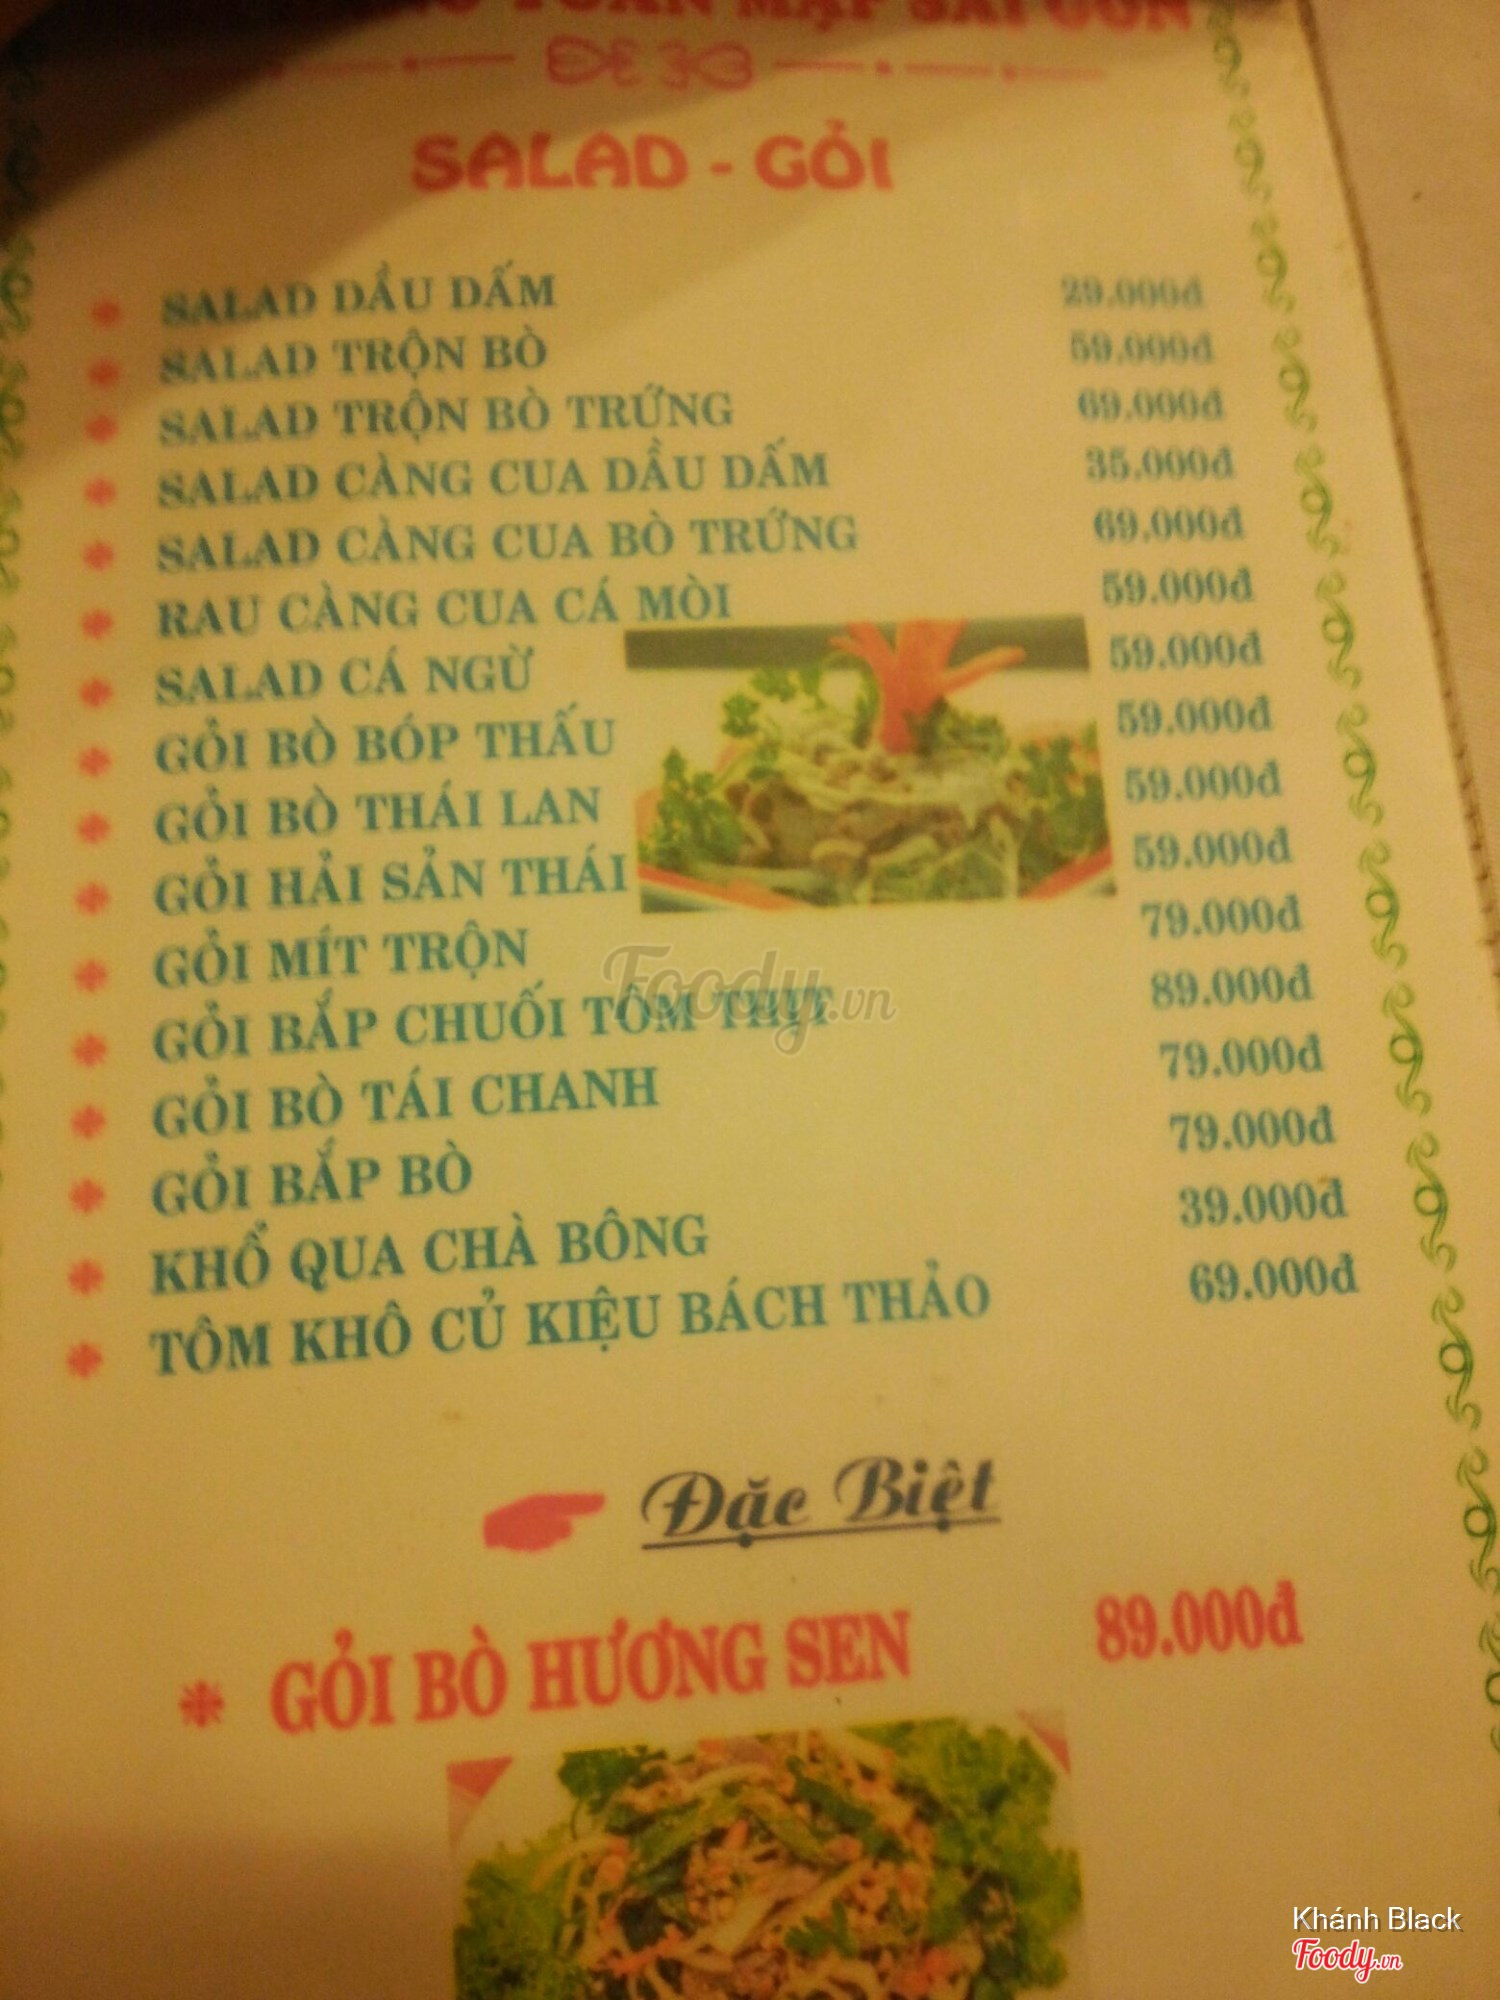 TUẤN MẬP SÀI GÒN
SALAD - GỎI
SALAD DẦU DẤM 29.000đ
SALAD TRỘN BÒ 59.000đ
SALAD TRỘN BÒ TRỨNG 69.000đ
SALAD CÀNG CUA DẦU DẤM 35.000đ
SALAD CÀNG CUA BÒ TRỨNG 69.000đ
RAU CÀNG CUA CÁ MÒI 59.000đ
SALAD CÁ NGỪ 59.000đ
GỎI BÒ BÓP THẤU 59.000đ
GỎI BÒ THÁI LAN 59.000đ
GỎI HẢI SẢN THÁI 59.000đ
GỎI MÍT TRỘN 79.000đ
GỎI BẮP CHUỐI TÔM THỊT 89.000đ
GỎI BÒ TÁI CHANH 79.000đ
GỎI BẮP BÒ 79.000đ
KHỔ QUA CHÀ BÔNG 39.000đ
TÔM KHÔ CỦ KIỆU BÁCH THẢO 69.000đ
Foody.vn
Đặc Biệt
GỎI BÒ HƯƠNG SEN 89.000đ
Khánh Black
Foody.vn